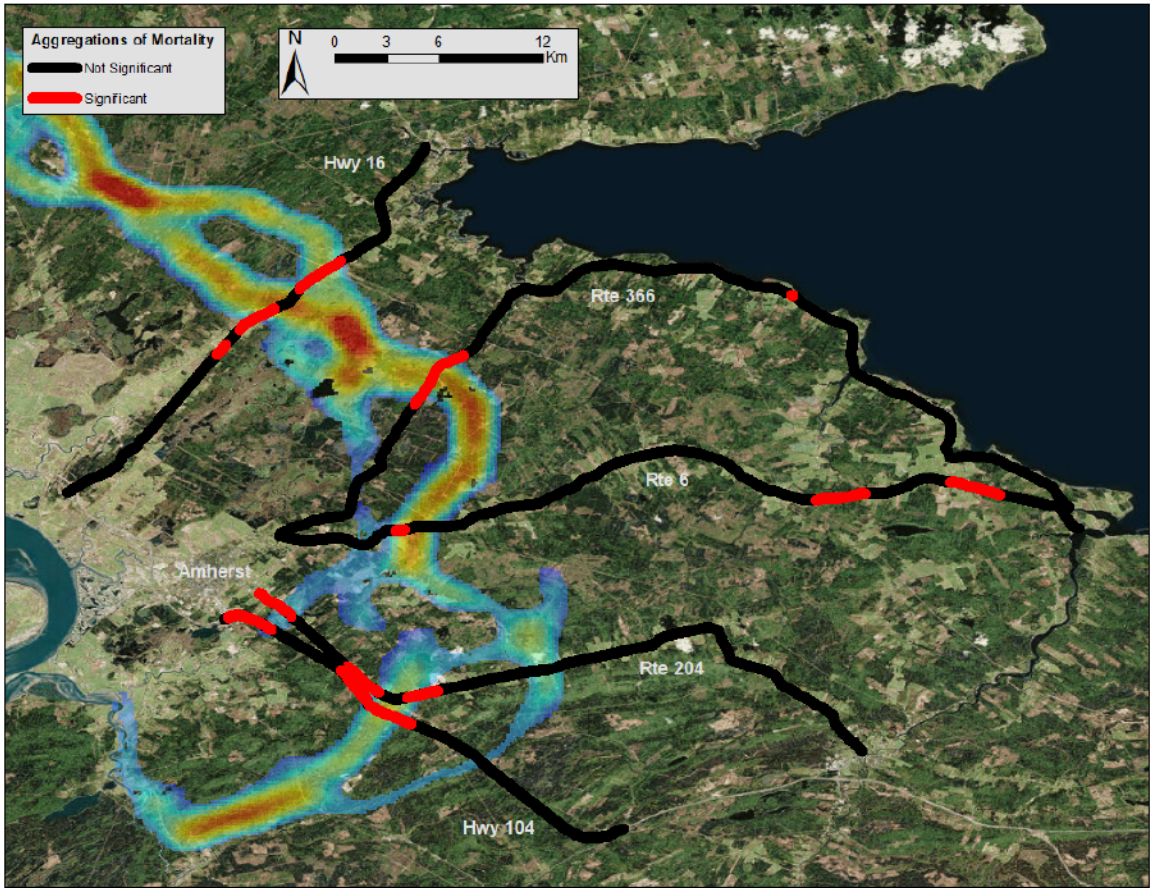 Aggregations of Mortality
Not Significant
Significant
N
0 3 6 12
Km
Hwy 16
Rte 366
Rte 6
Amherst
Rte 204
Hwy 104